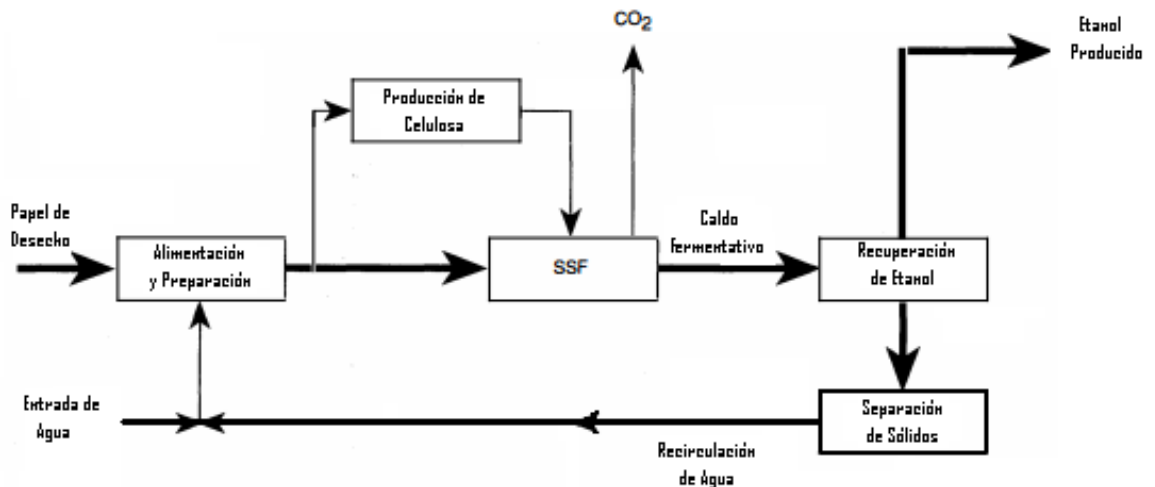 CO2
Etanol
Producido
Producción de
Celulosa
Papel de
Desecho
Alimentación
y Preparación
SSF
Caldo
Fermentativo
Recuperación
de Etanol
Entrada de
Agua
Separación
de Sólidos
Recirculación
de Agua